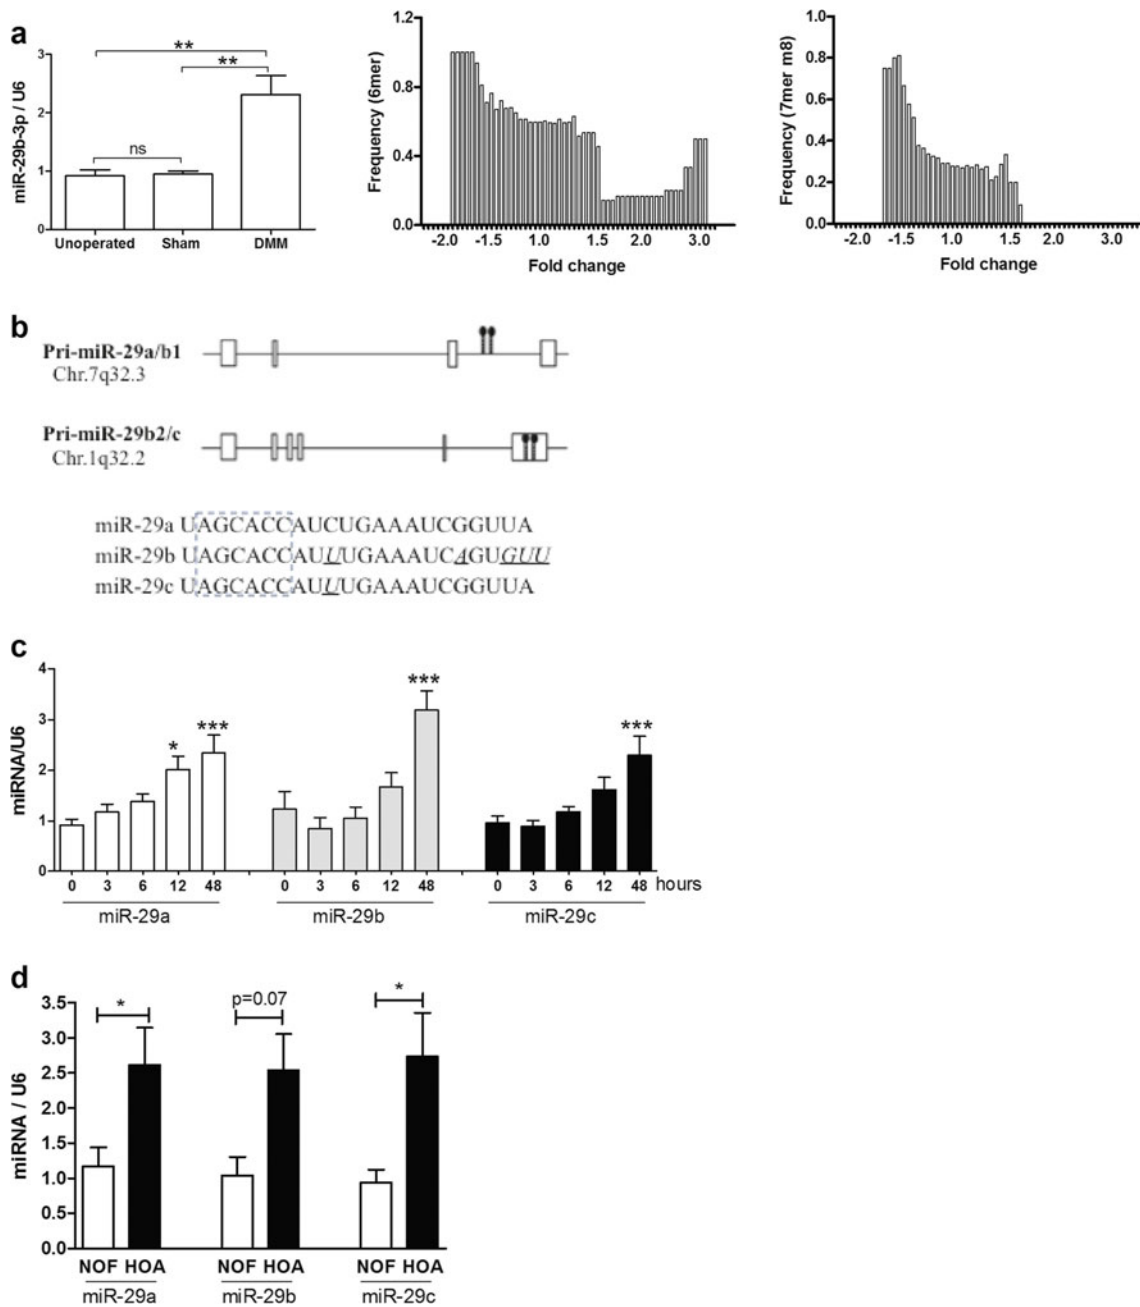 a
miR-29b-3p / U6
3
2
1
0
**
**
ns
Unoperated Sham DMM
Frequency (6mer)
1.2
0.8
0.4
0.0
-2.0 -1.5 1.0 1.5 2.0 3.0
Fold change
Frequency (7mer m8)
1.0
0.8
0.6
0.4
0.2
0.0
-2.0 -1.5 1.0 1.5 2.0 3.0
Fold change
b
Pri-miR-29a/b1
Chr.7q32.3
Pri-miR-29b2/c
Chr.1q32.2
miR-29a UAGCACCAUCUGAAAUCGGUUA
miR-29b UAGCACCAUUUGAAAUCAGUGUU
miR-29c UAGCACCAUUUGAAAUCGGUUA
c
miRNA/U6
4
3
2
1
0
* *** *** ***
0 3 6 12 48 0 3 6 12 48 0 3 6 12 48 hours
miR-29a miR-29b miR-29c
d
miRNA / U6
3.5
3.0
2.5
2.0
1.5
1.0
0.5
0.0
* p=0.07 *
NOF HOA NOF HOA NOF HOA
miR-29a miR-29b miR-29c